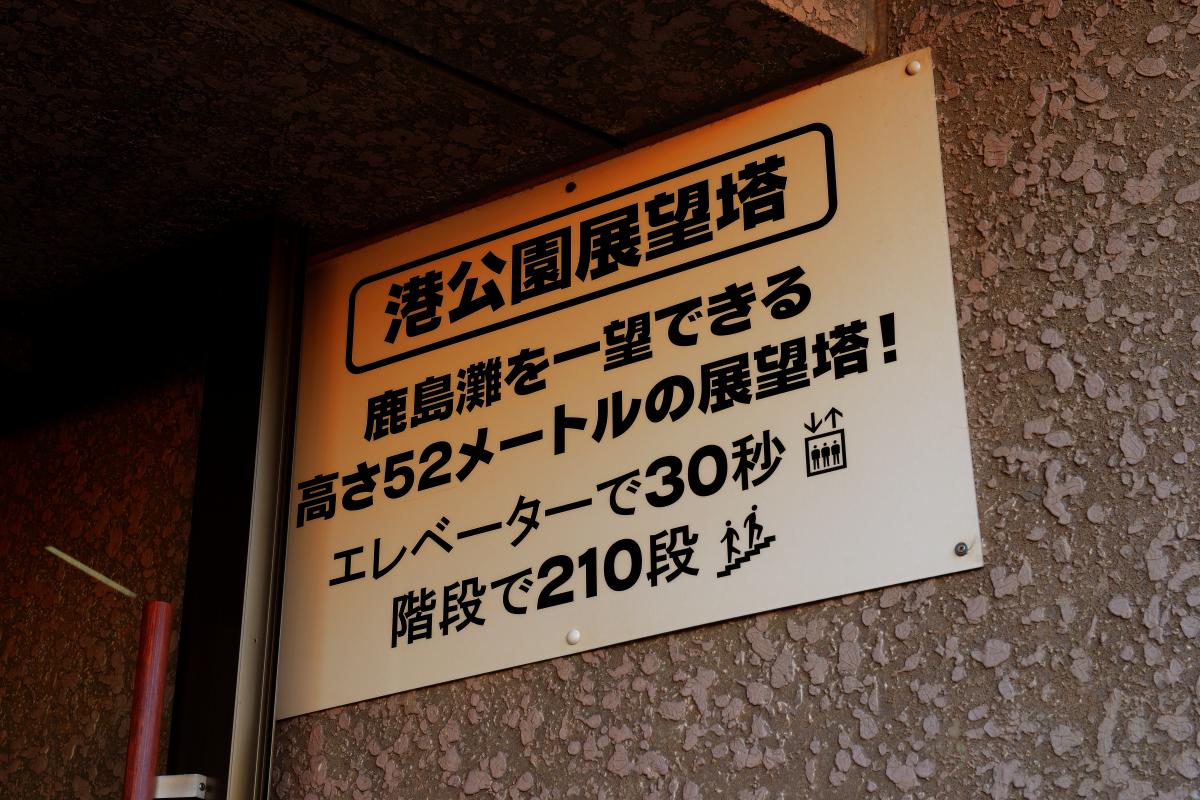 港公園展望塔
鹿島灘を一望できる
高さ52メートルの展望塔！
エレベーターで30秒
階段で210段